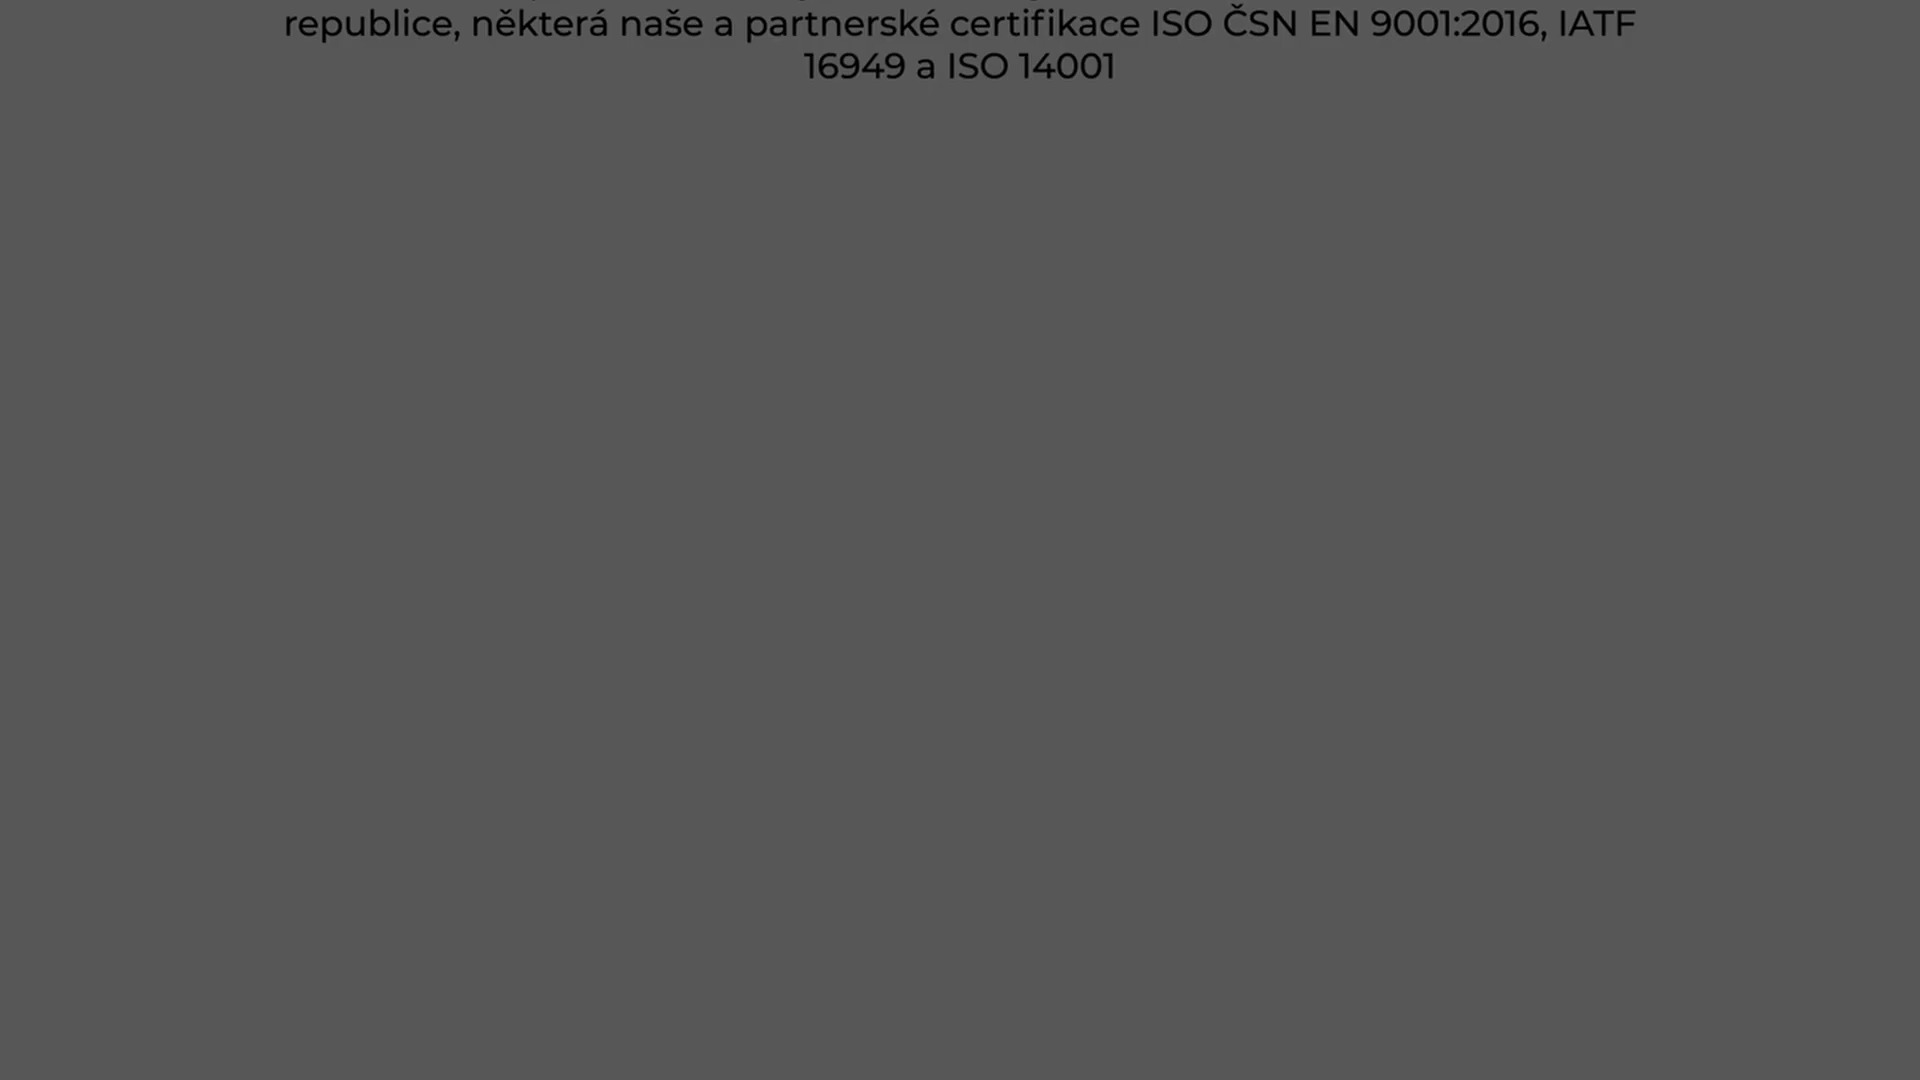 republice, některá naše a partnerské certifikace ISO ČSN EN 9001:2016, IATF
16949 a ISO 14001